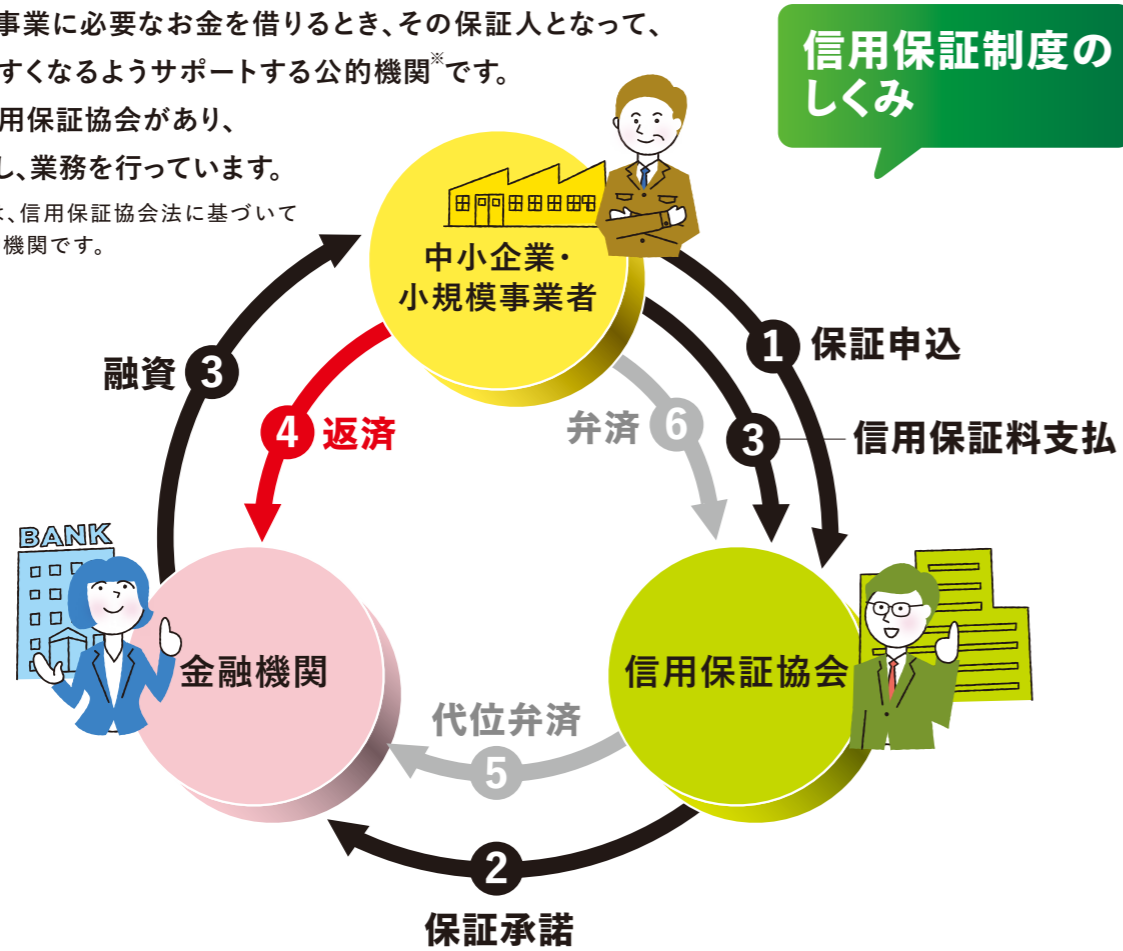 事業に必要なお金を借りるとき、その保証人となって、
すくなるようサポートする公的機関※です。
用保証協会があり、
し、業務を行っています。
、信用保証協会法に基づいて
機関です。
信用保証制度の
しくみ
中小企業・
小規模事業者
1 保証申込
融資 3
4 返済
弁済 6
3 信用保証料支払
BANK
金融機関
信用保証協会
代位弁済
5
2
保証承諾